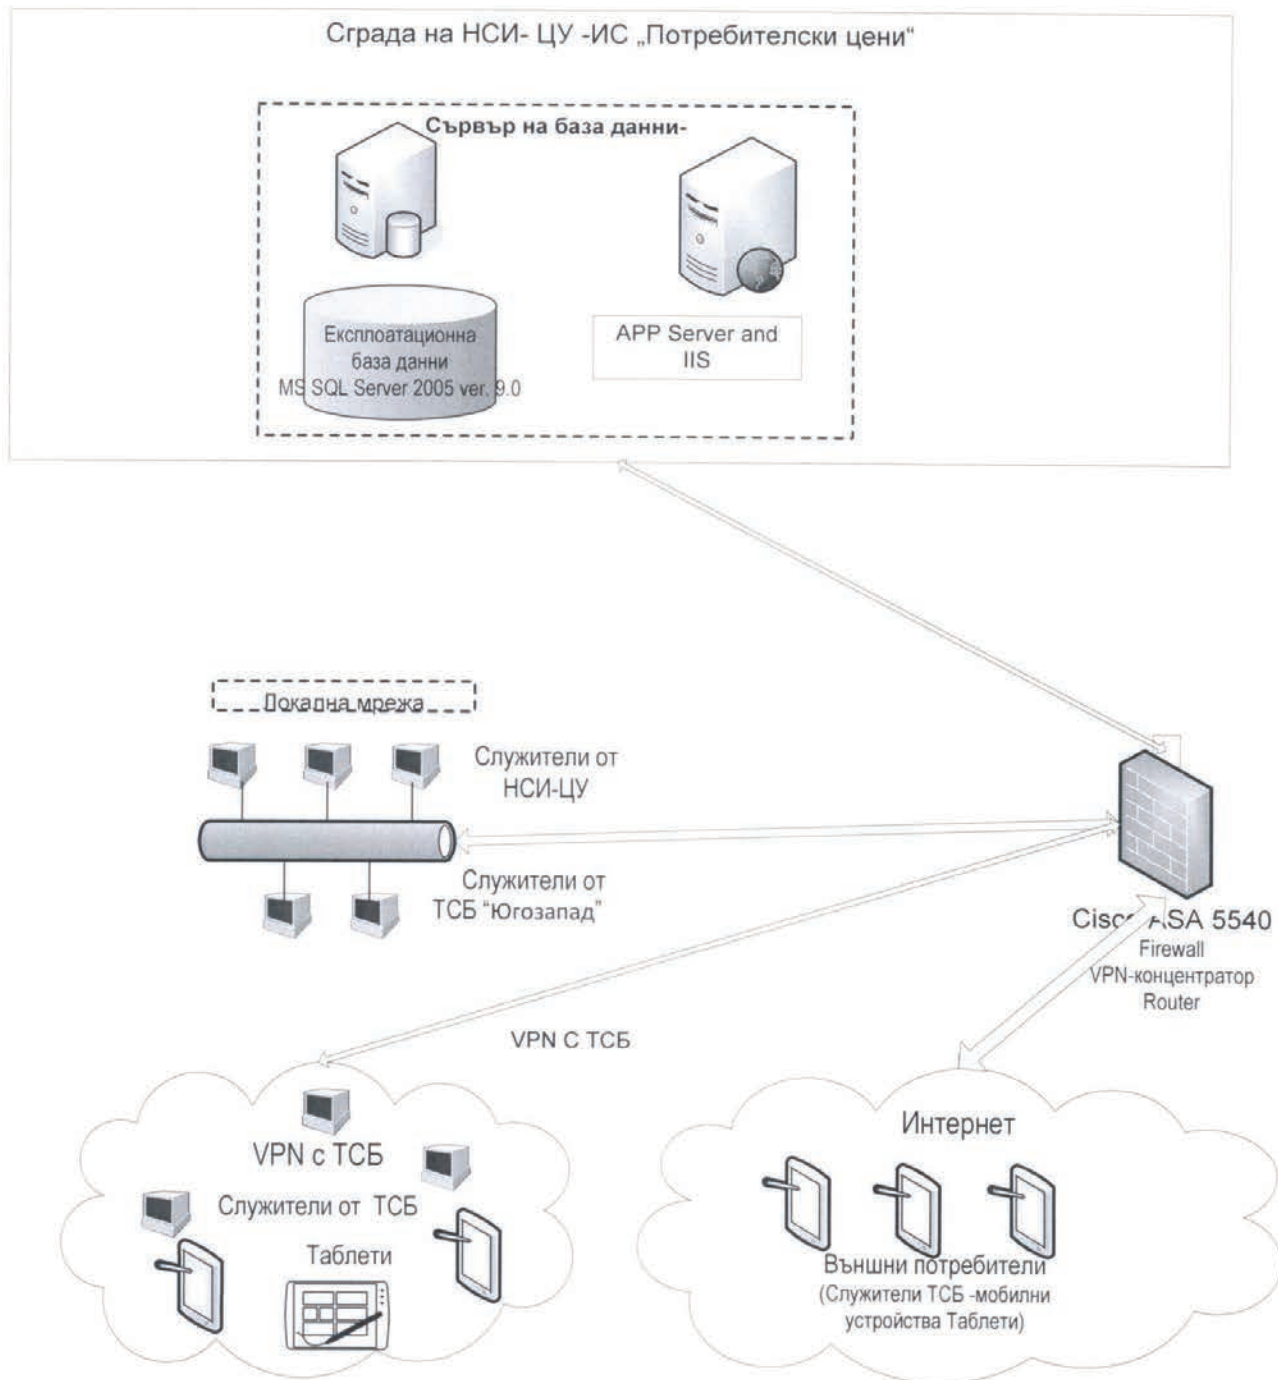 Сграда на НСИ- ЦУ -ИС „Потребителски цени“
Сървър на база данни-
Експлоатационна
база данни
MS SQL Server 2005 ver. 9.0
APP Server and
IIS
Локална мрежа
Служители от
НСИ-ЦУ
Служители от
ТСБ “Югозапад”
Cisco ASA 5540
Firewall
VPN-концентратор
Router
VPN С ТСБ
VPN с ТСБ
Служители от ТСБ
Таблети
Интернет
Външни потребители
(Служители ТСБ -мобилни
устройства Таблети)